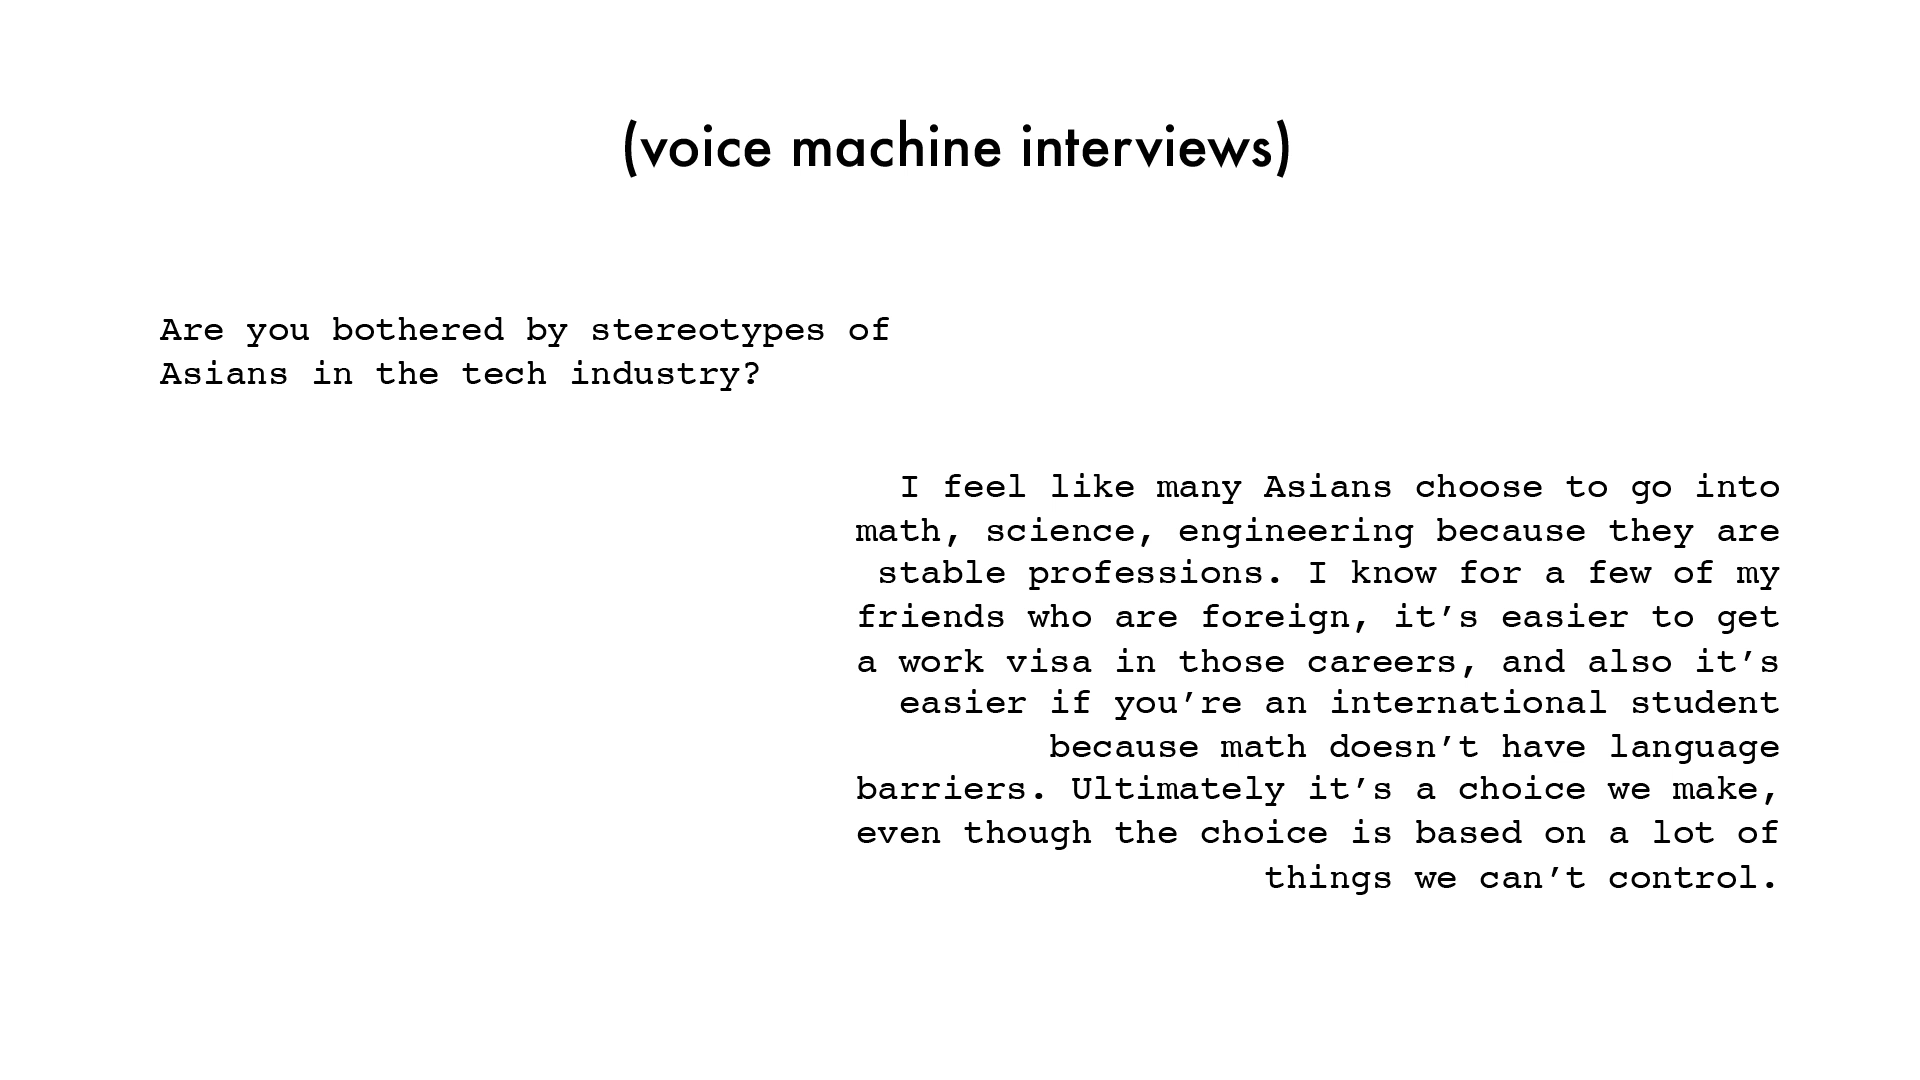 (voice machine interviews)
Are you bothered by stereotypes of
Asians in the tech industry?
I feel like many Asians choose to go into
math, science, engineering because they are
stable professions. I know for a few of my
friends who are foreign, it’s easier to get
a work visa in those careers, and also it’s
easier if you’re an international student
because math doesn’t have language
barriers. Ultimately it’s a choice we make,
even though the choice is based on a lot of
things we can’t control.